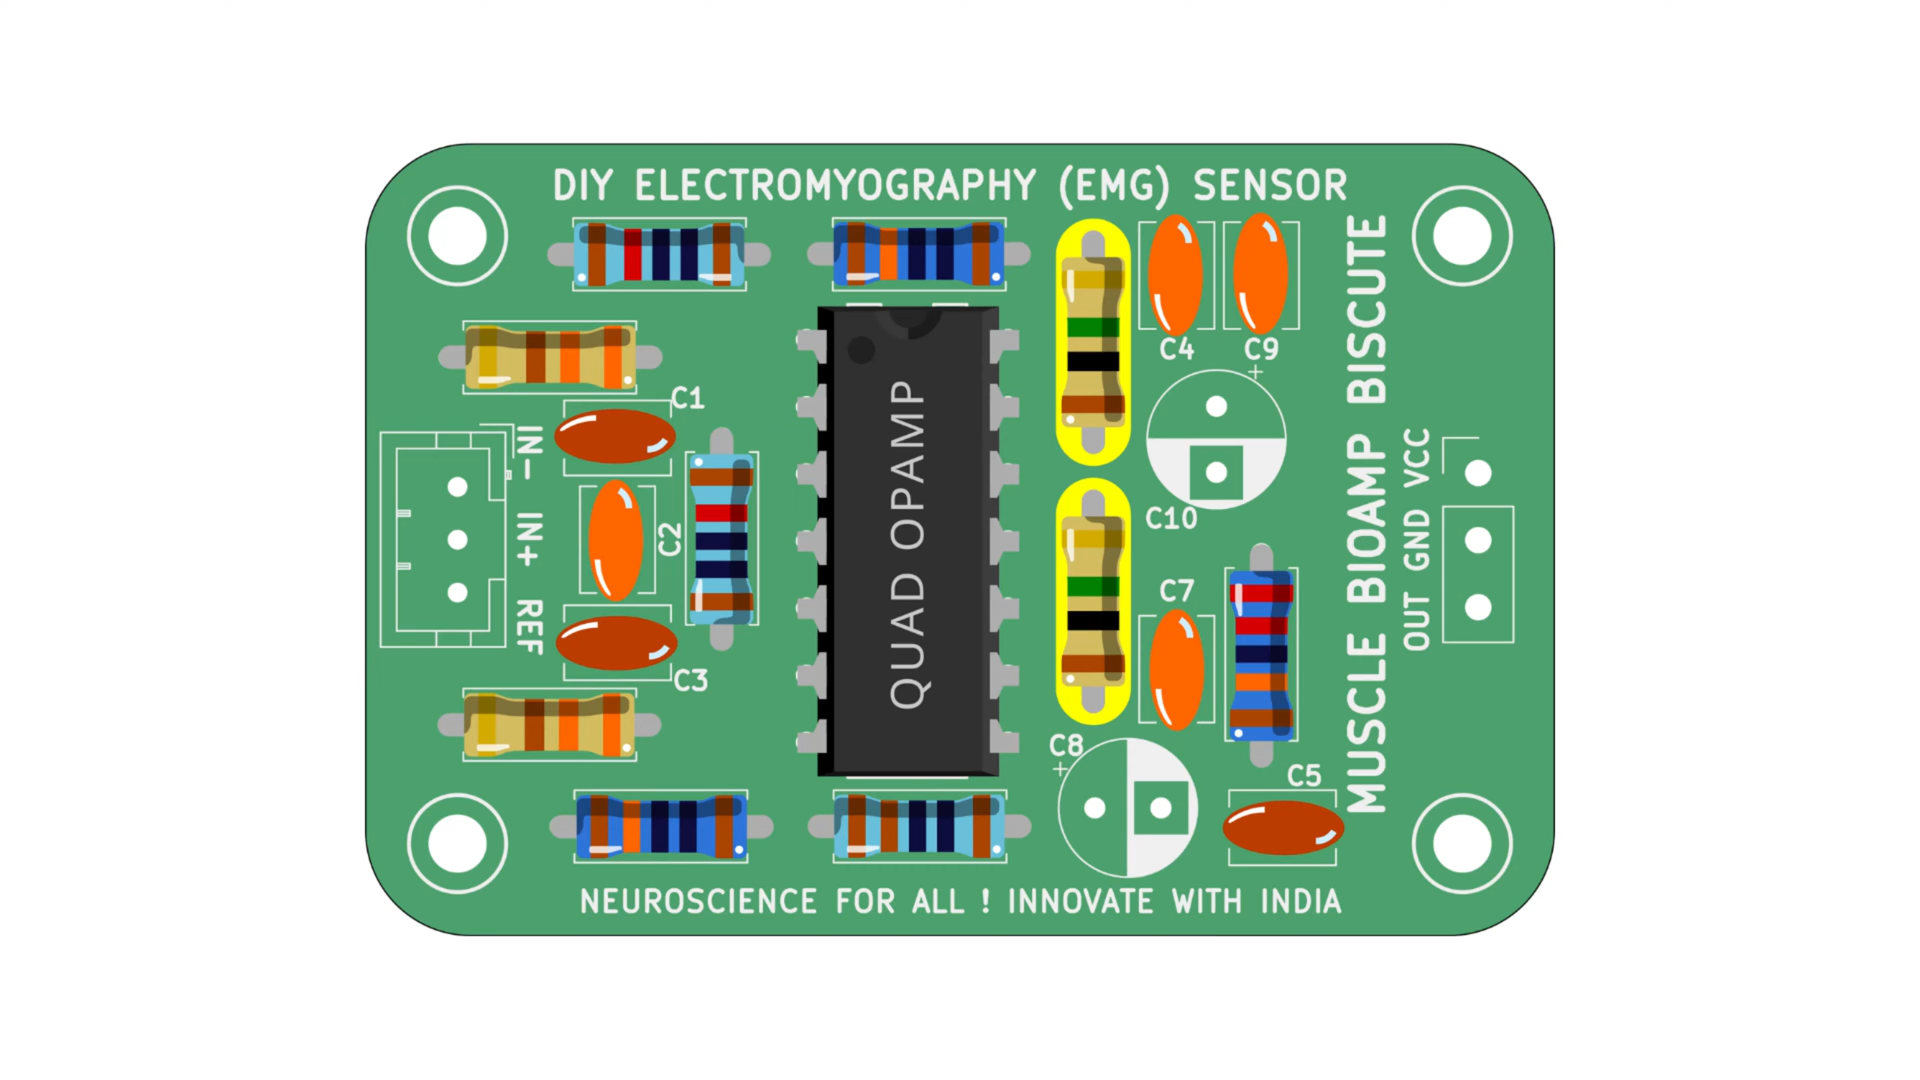 DIY ELECTROMYOGRAPHY (EMG) SENSOR
C4
C9
+
C1
IN-
IN+
REF
C2
C3
QUAD OPAMP
C10
C7
C8
+
C5
MUSCLE BIOAMP BISCUTE
VCC
GND
OUT
NEUROSCIENCE FOR ALL ! INNOVATE WITH INDIA